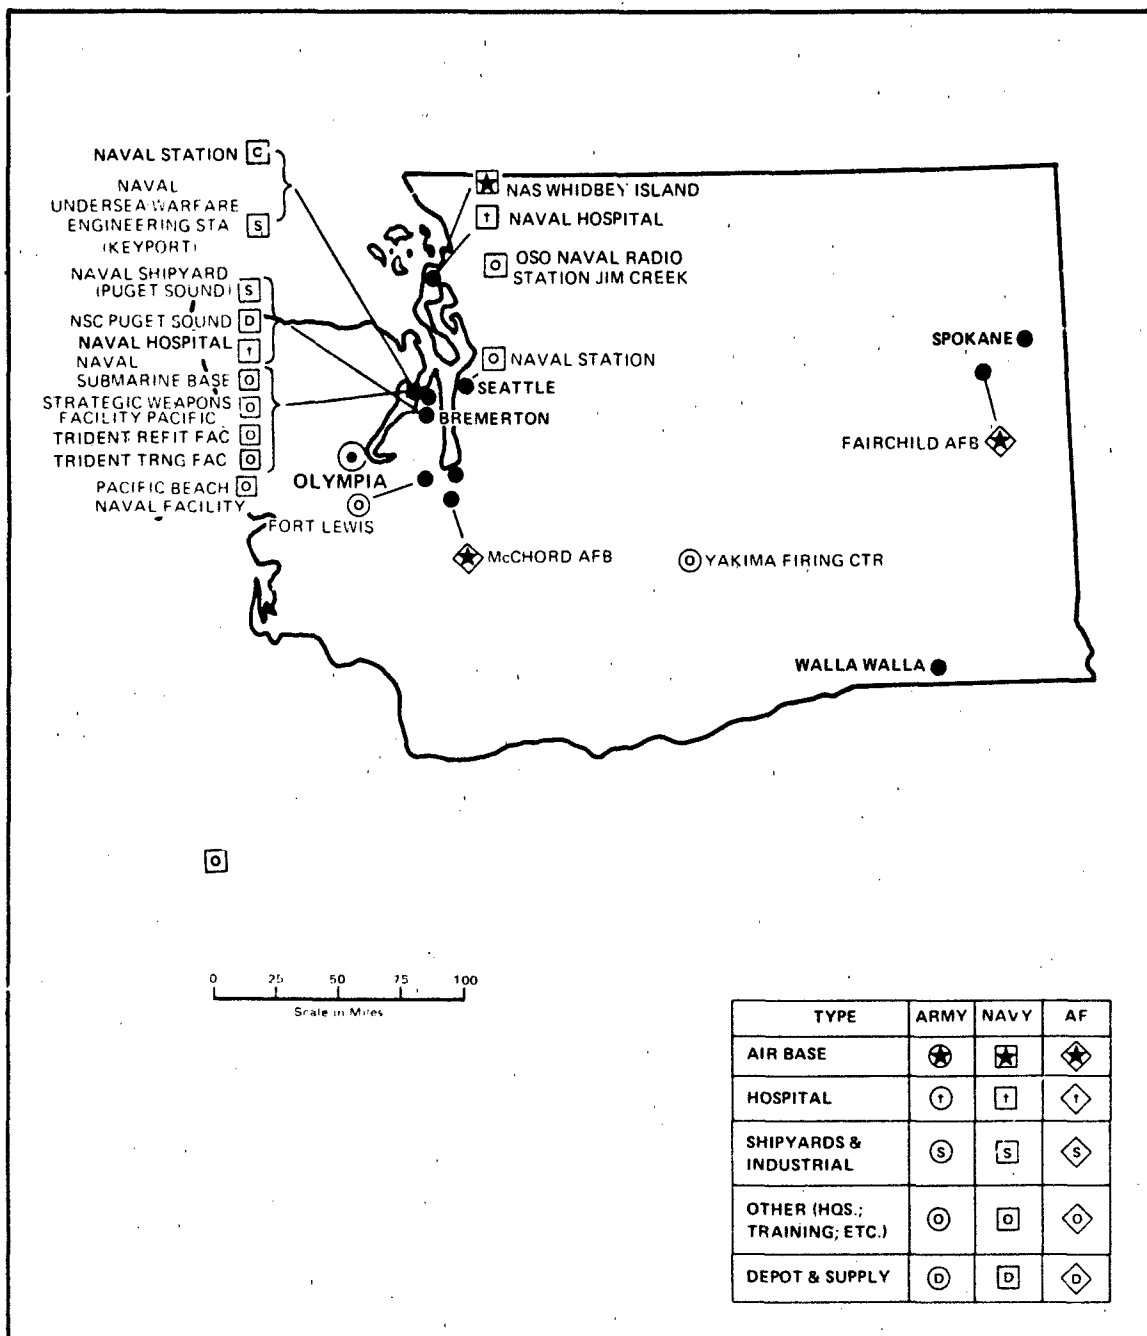 NAVAL STATION C
NAVAL
UNDERSEA WARFARE
ENGINEERING STA S
(KEYPORT)
NAVAL SHIPYARD
(PUGET SOUND) S
NSC PUGET SOUND D
NAVAL HOSPITAL †
NAVAL
SUBMARINE BASE O
STRATEGIC WEAPONS O
FACILITY PACIFIC
TRIDENT REFIT FAC O
TRIDENT TRNG FAC O
PACIFIC BEACH O
NAVAL FACILITY
NAS WHIDBEY ISLAND
† NAVAL HOSPITAL
O OSO NAVAL RADIO
STATION JIM CREEK
O NAVAL STATION
SEATTLE
BREMERTON
OLYMPIA
O
FORT LEWIS
McCHORD AFB
SPOKANE
FAIRCHILD AFB
O YAKIMA FIRING CTR
WALLA WALLA
O
0 25 50 75 100
Scale in Miles
TYPE ARMY NAVY AF
AIR BASE
HOSPITAL † † †
SHIPYARDS &
INDUSTRIAL S S S
OTHER (HQS.;
TRAINING; ETC.) O O O
DEPOT & SUPPLY D D D